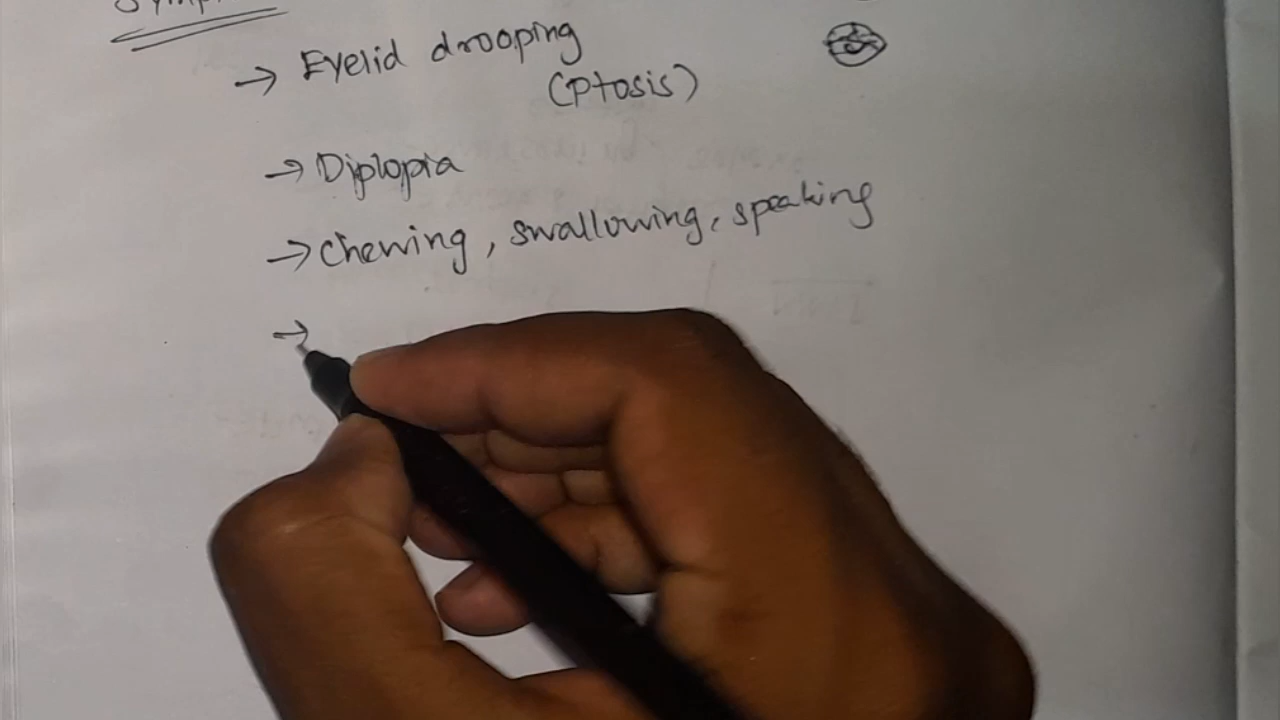 → Eyelid drooping
(Ptosis)
→ Diplopia
→ Chewing, swallowing, speaking
→